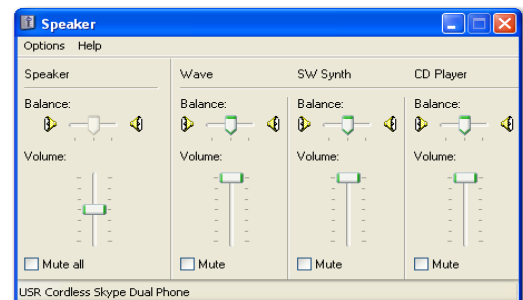 Speaker
Options Help
Speaker Wave SW Synth CD Player
Balance: Balance: Balance: Balance:
Volume: Volume: Volume: Volume:
Mute all Mute Mute Mute
USR Cordless Skype Dual Phone